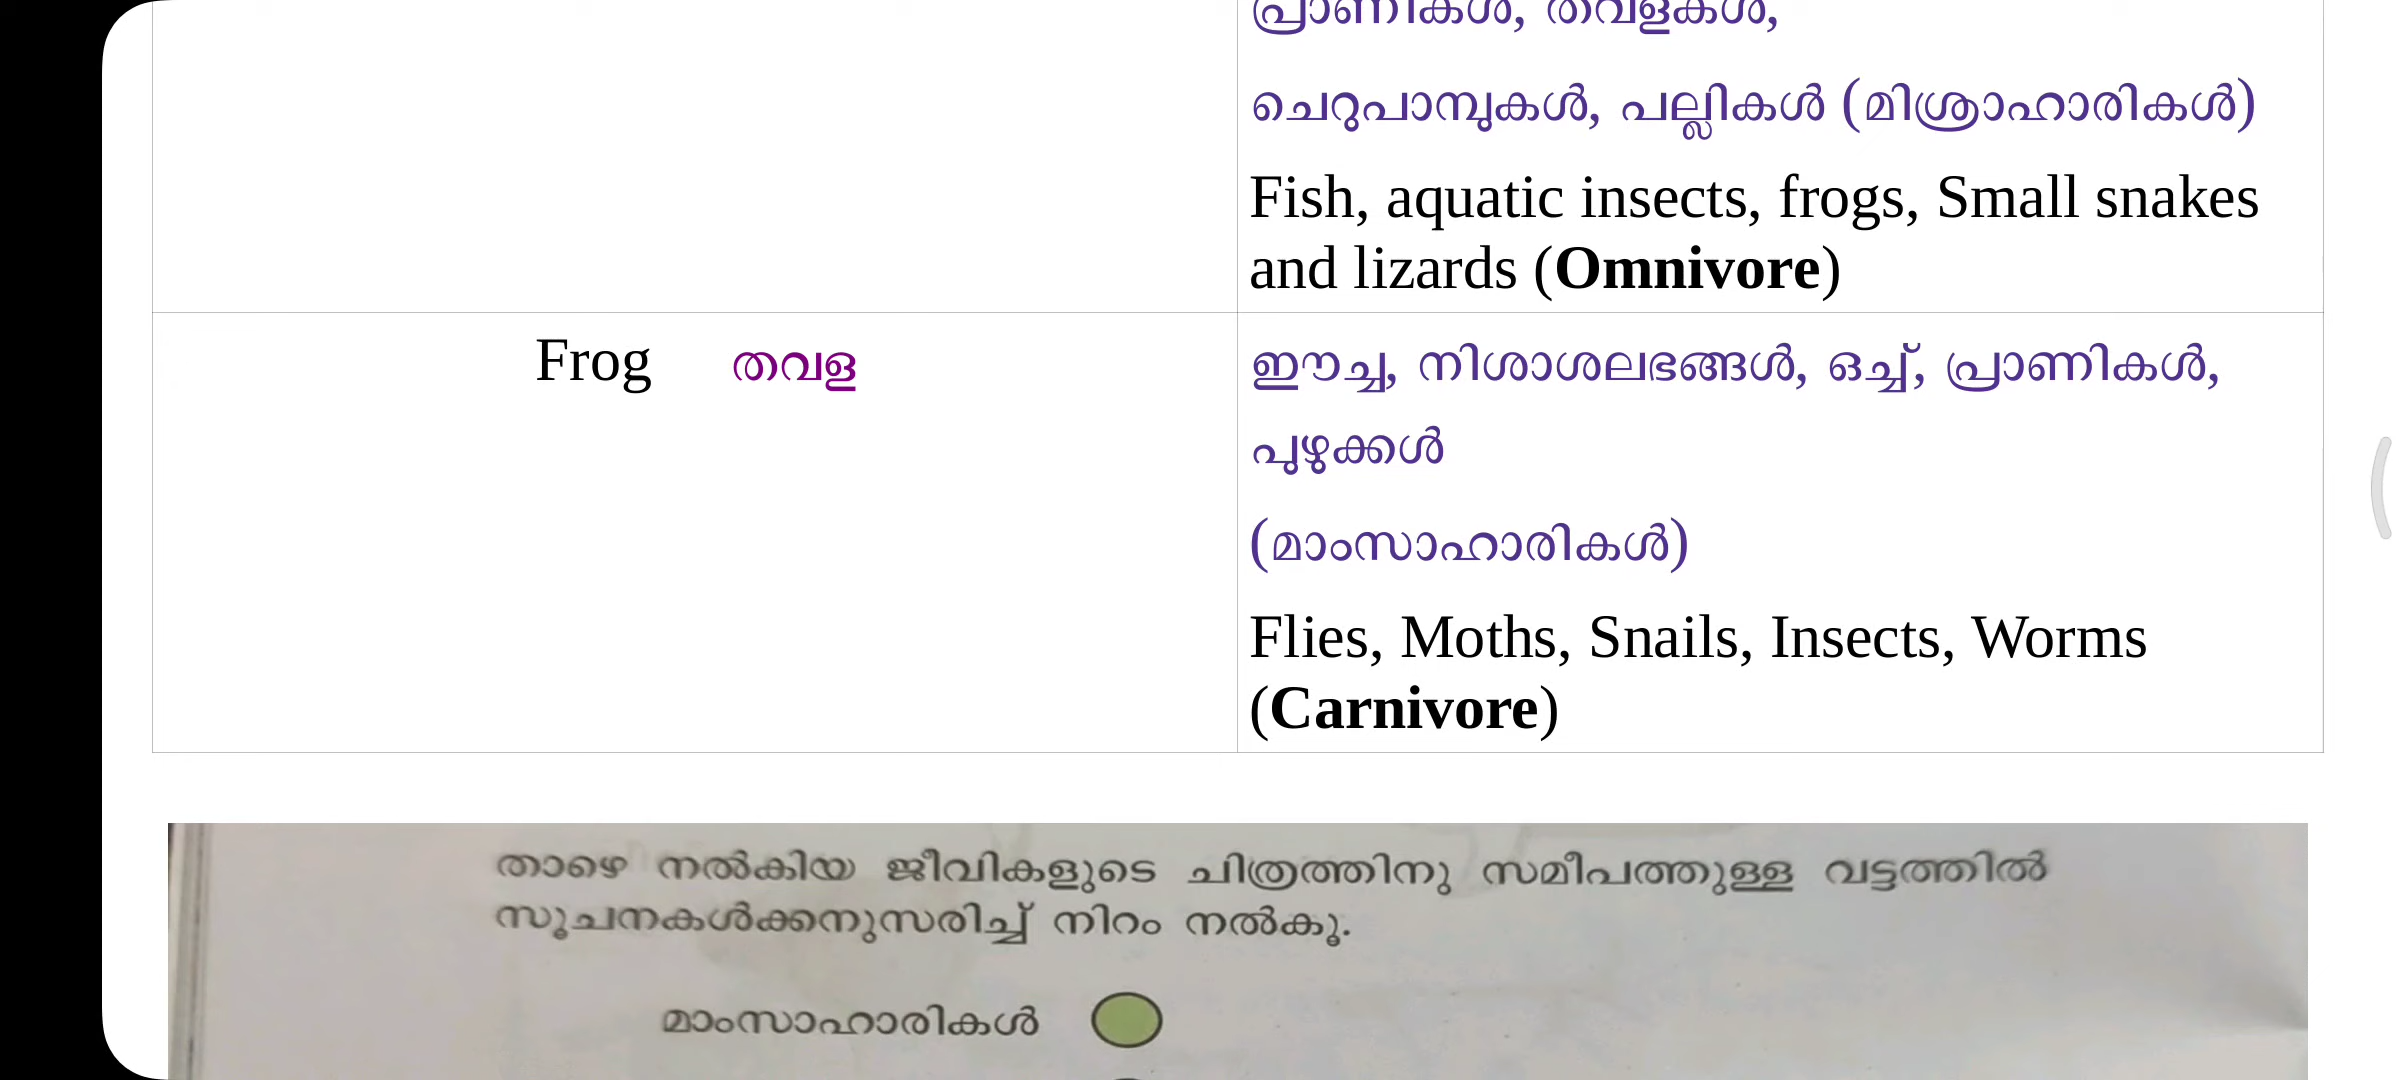 പ്രാണികൾ, തവളകൾ,
ചെറുപാമ്പുകൾ, പല്ലികൾ (മിശ്രാഹാരികൾ)
Fish, aquatic insects, frogs, Small snakes
and lizards (Omnivore)
Frog തവള
ഈച്ച, നിശാശലഭങ്ങൾ, ഒച്ച്, പ്രാണികൾ,
പുഴുക്കൾ
(മാംസാഹാരികൾ)
Flies, Moths, Snails, Insects, Worms
(Carnivore)
താഴെ നൽകിയ ജീവികളുടെ ചിത്രത്തിനു സമീപത്തുള്ള വട്ടത്തിൽ
സൂചനകൾക്കനുസരിച്ച് നിറം നൽകൂ.
മാംസാഹാരികൾ